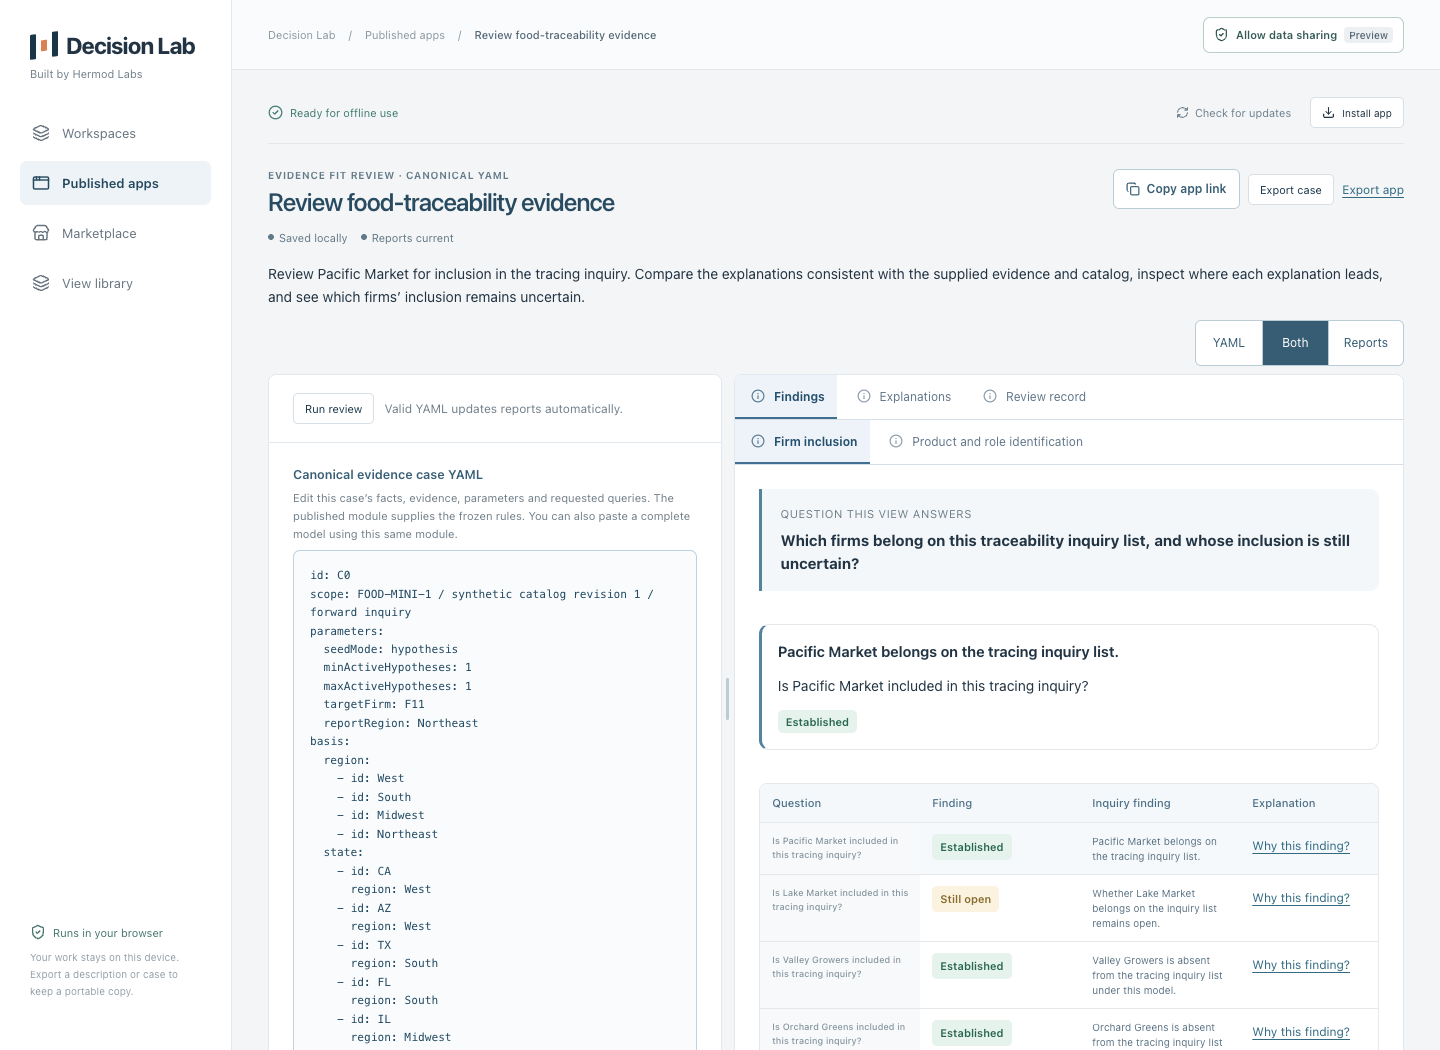 Decision Lab
Built by Hermod Labs
Workspaces
Published apps
Marketplace
View library
Runs in your browser
Your work stays on this device.
Export a description or case to
keep a portable copy.
Decision Lab / Published apps / Review food-traceability evidence
Allow data sharing Preview
Ready for offline use
Check for updates
Install app
EVIDENCE FIT REVIEW · CANONICAL YAML
Review food-traceability evidence
Copy app link
Export case
Export app
Saved locally
Reports current
Review Pacific Market for inclusion in the tracing inquiry. Compare the explanations consistent with the supplied evidence and catalog, inspect where each explanation leads,
and see which firms’ inclusion remains uncertain.
YAML
Both
Reports
Run review
Valid YAML updates reports automatically.
Canonical evidence case YAML
Edit this case’s facts, evidence, parameters and requested queries. The
published module supplies the frozen rules. You can also paste a complete
model using this same module.
id: C0
scope: FOOD-MINI-1 / synthetic catalog revision 1 /
forward inquiry
parameters:
seedMode: hypothesis
minActiveHypotheses: 1
maxActiveHypotheses: 1
targetFirm: F11
reportRegion: Northeast
basis:
region:
- id: West
- id: South
- id: Midwest
- id: Northeast
state:
- id: CA
region: West
- id: AZ
region: West
- id: TX
region: South
- id: FL
region: South
- id: IL
region: Midwest
Findings
Explanations
Review record
Firm inclusion
Product and role identification
QUESTION THIS VIEW ANSWERS
Which firms belong on this traceability inquiry list, and whose inclusion is still
uncertain?
Pacific Market belongs on the tracing inquiry list.
Is Pacific Market included in this tracing inquiry?
Established
Question
Finding
Inquiry finding
Explanation
Is Pacific Market included in
this tracing inquiry?
Established
Pacific Market belongs on
the tracing inquiry list.
Why this finding?
Is Lake Market included in this
tracing inquiry?
Still open
Whether Lake Market
belongs on the inquiry list
remains open.
Why this finding?
Is Valley Growers included in
this tracing inquiry?
Established
Valley Growers is absent
from the tracing inquiry list
under this model.
Why this finding?
Is Orchard Greens included in
this tracing inquiry?
Established
Orchard Greens is absent
from the tracing inquiry list
Why this finding?